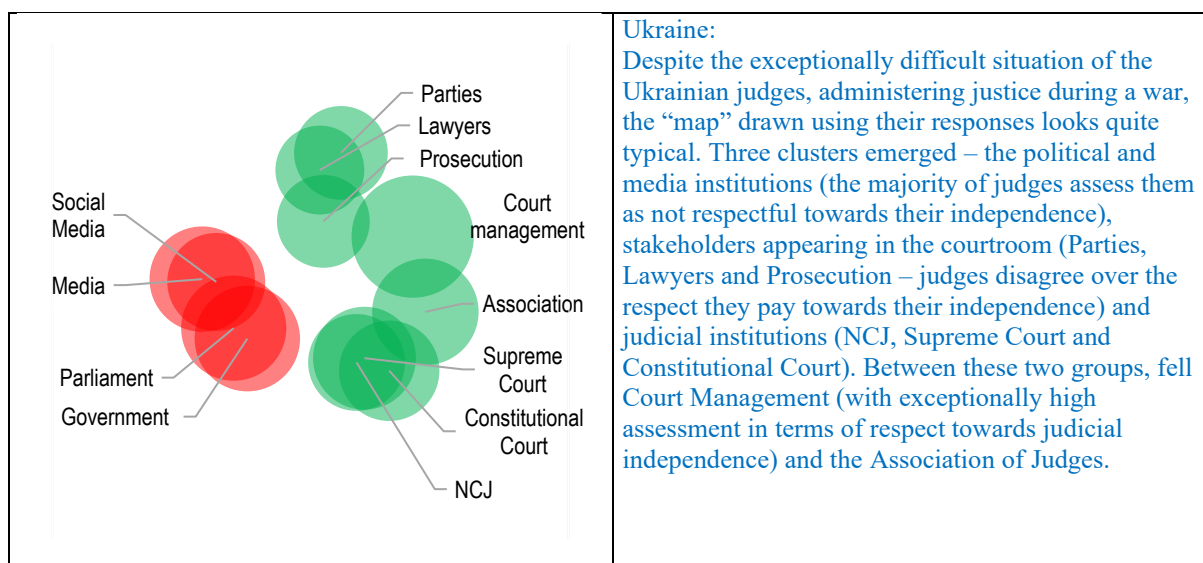 Parties
Lawyers
Prosecution
Court
management
Social
Media
Media
Association
Parliament
Supreme
Court
Government
Constitutional
Court
NCJ
Ukraine:
Despite the exceptionally difficult situation of the
Ukrainian judges, administering justice during a war,
the “map” drawn using their responses looks quite
typical. Three clusters emerged – the political and
media institutions (the majority of judges assess them
as not respectful towards their independence),
stakeholders appearing in the courtroom (Parties,
Lawyers and Prosecution – judges disagree over the
respect they pay towards their independence) and
judicial institutions (NCJ, Supreme Court and
Constitutional Court). Between these two groups, fell
Court Management (with exceptionally high
assessment in terms of respect towards judicial
independence) and the Association of Judges.